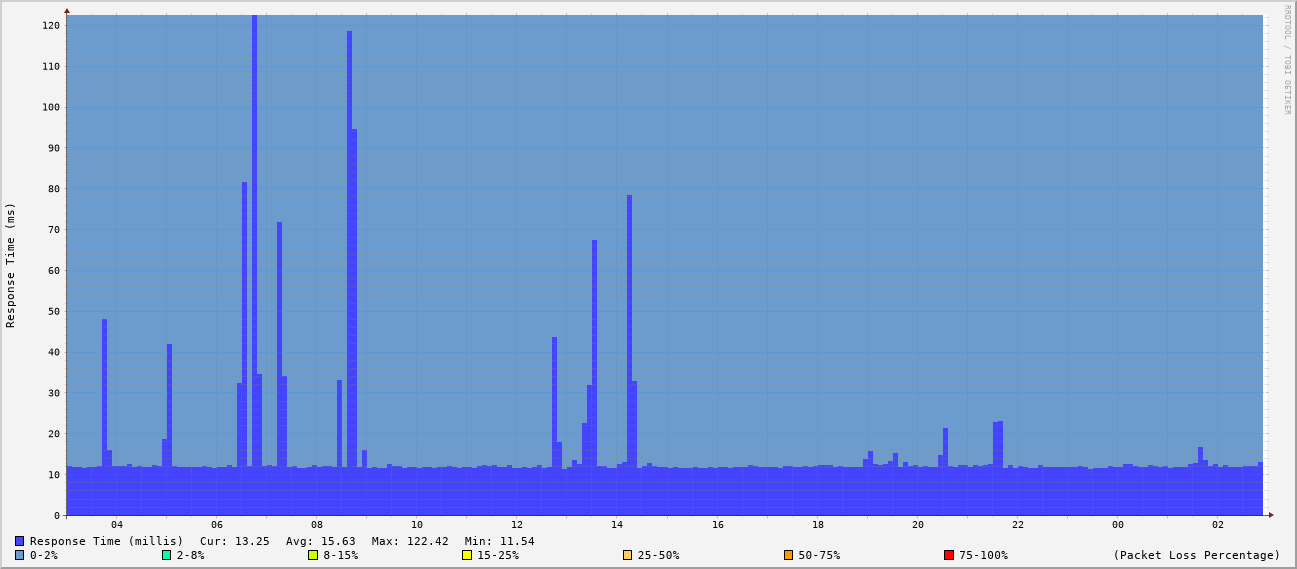 RRDTOOL / TOBI OETIKER
Response Time (ms)
120
110
100
90
80
70
60
50
40
30
20
10
0
04 06 08 10 12 14 16 18 20 22 00 02
Response Time (millis) Cur: 13.25 Avg: 15.63 Max: 122.42 Min: 11.54
0-2% 2-8% 8-15% 15-25% 25-50% 50-75% 75-100% (Packet Loss Percentage)